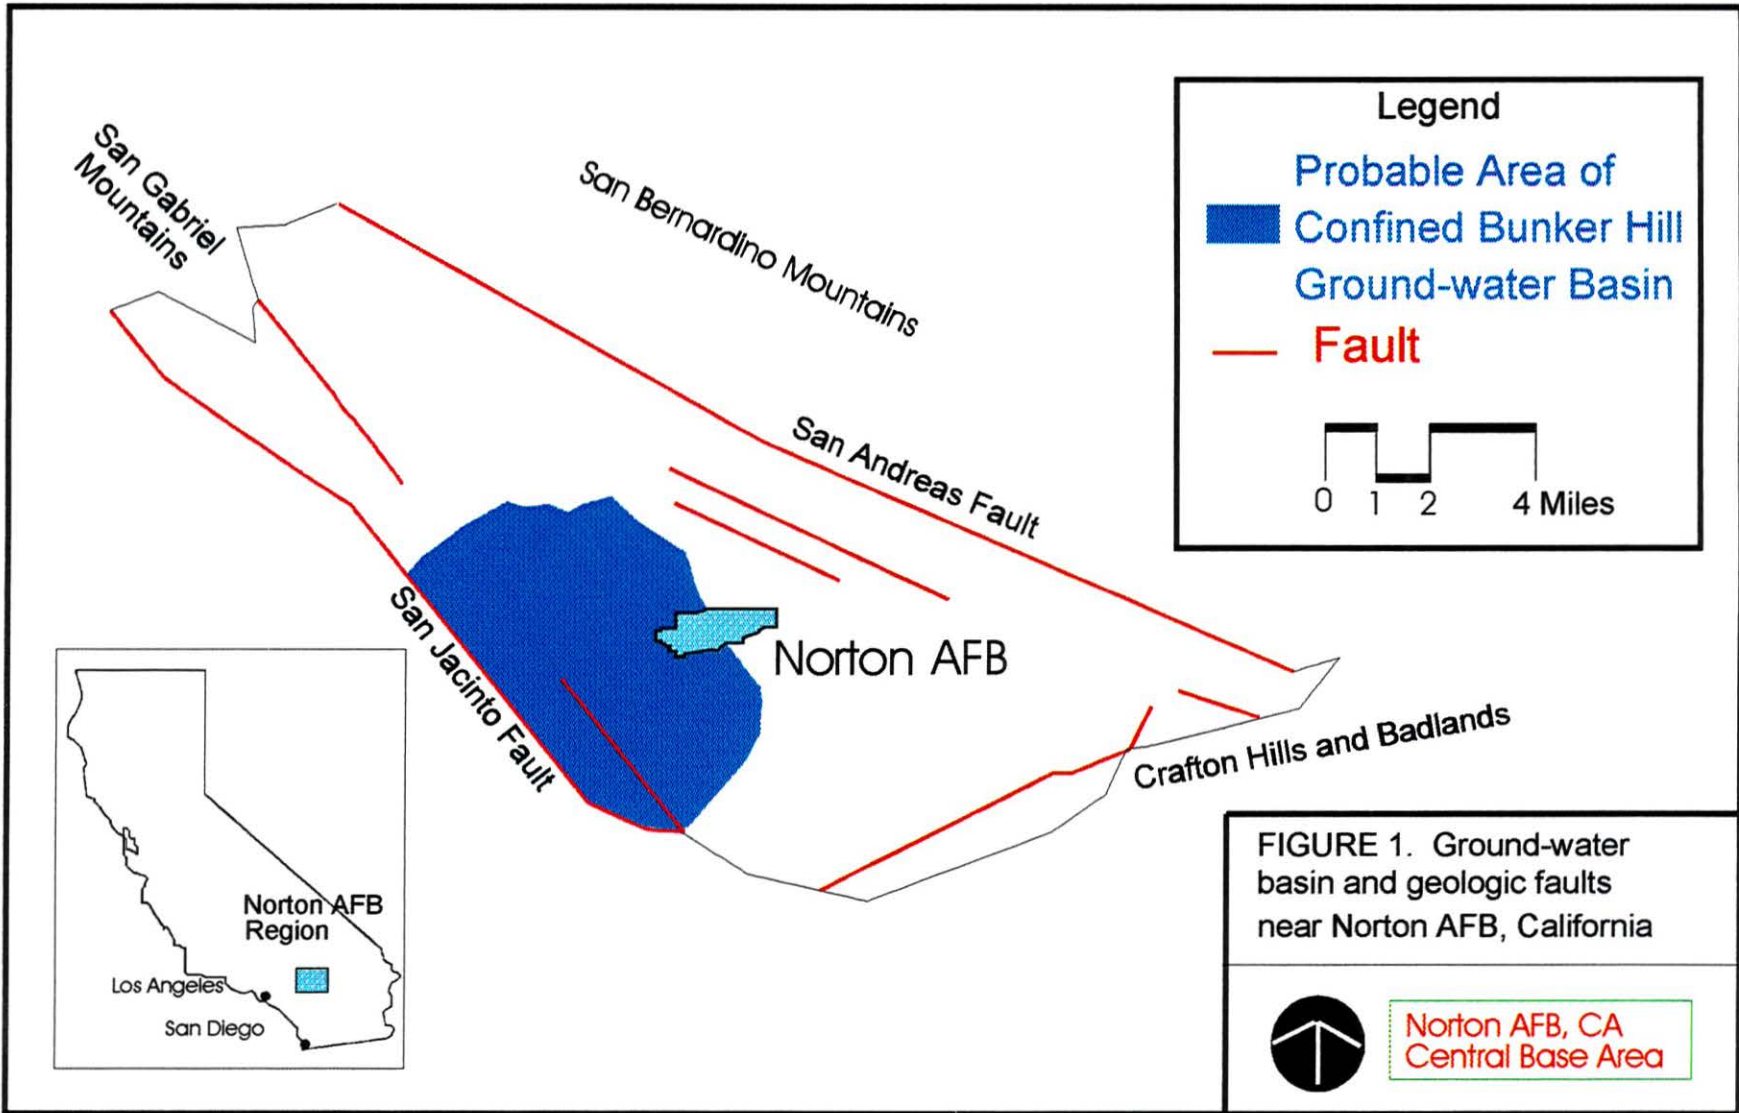 San Gabriel
Mountains
San Bernardino Mountains
Legend
Probable Area of
Confined Bunker Hill
Ground-water Basin
Fault
0 1 2 4 Miles
San Andreas Fault
San Jacinto Fault
Norton AFB
Crafton Hills and Badlands
Norton AFB
Region
Los Angeles
San Diego
FIGURE 1. Ground-water
basin and geologic faults
near Norton AFB, California
Norton AFB, CA
Central Base Area